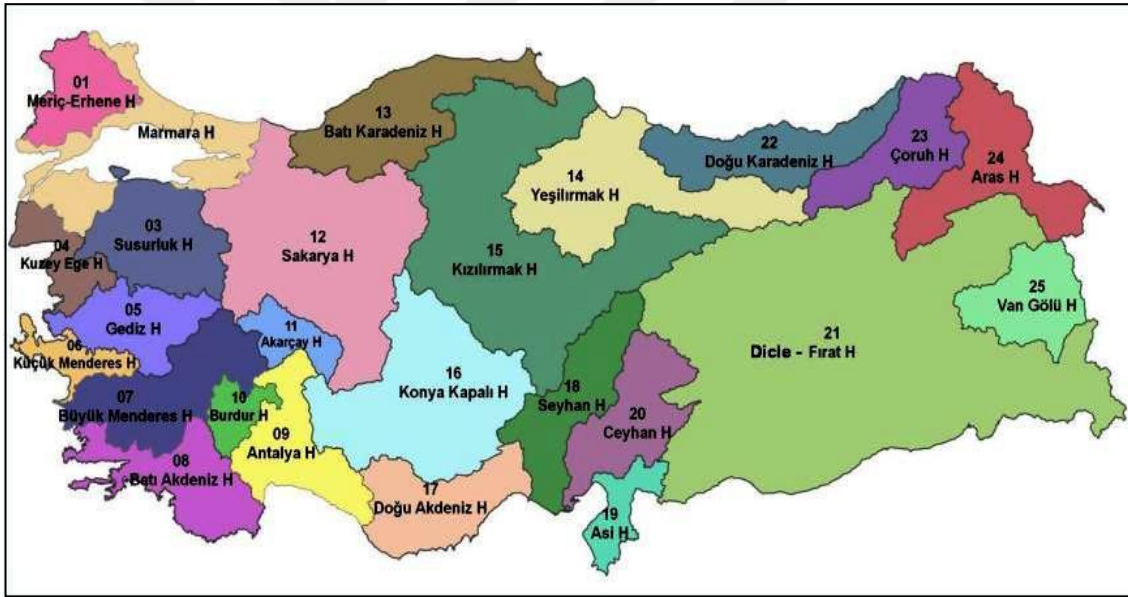 01
Meriç-Erhene H
Marmara H
03
Susurluk H
04
Kuzey Ege H
05
Gediz H
06
Küçük Menderes H
07
Büyük Menderes H
08
Batı Akdeniz H
09
Antalya H
10
Burdur H
11
Akarçay H
12
Sakarya H
13
Batı Karadeniz H
14
Yeşilırmak H
15
Kızılırmak H
16
Konya Kapalı H
17
Doğu Akdeniz H
18
Seyhan H
19
Asi H
20
Ceyhan H
21
Dicle - Fırat H
22
Doğu Karadeniz H
23
Çoruh H
24
Aras H
25
Van Gölü H